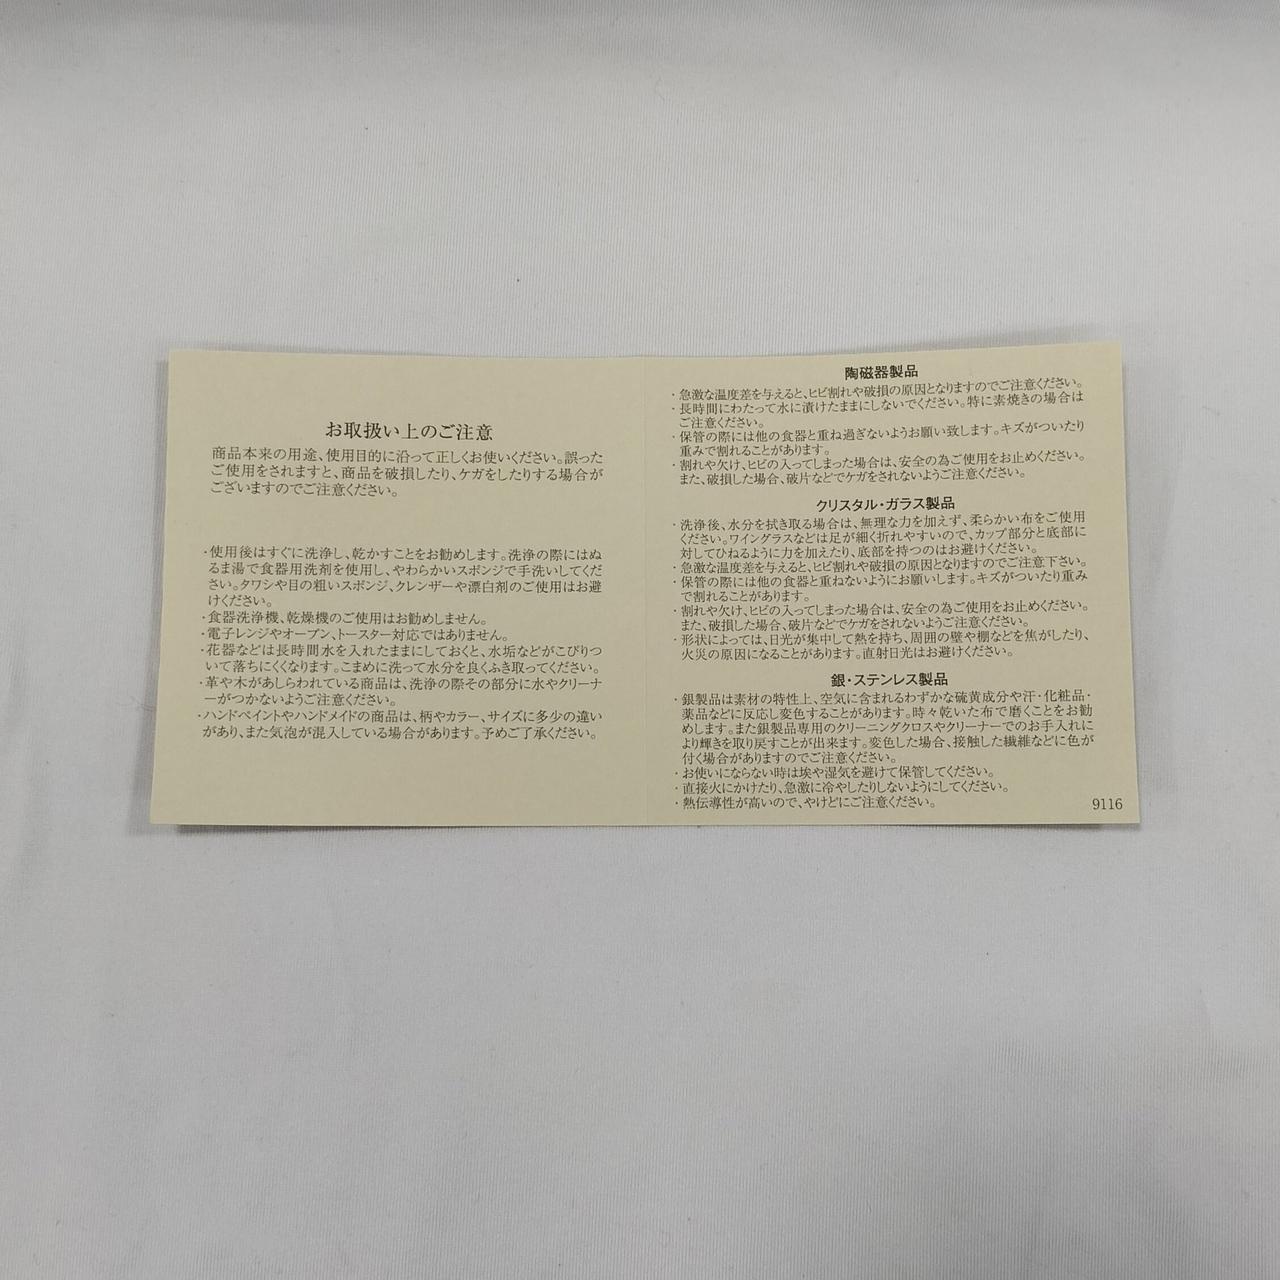 お取扱い上のご注意
商品本来の用途、使用目的に沿って正しくお使いください。誤った
ご使用をされますと、商品を破損したり、ケガをしたりする場合が
ございますのでご注意ください。
・使用後はすぐに洗浄し、乾かすことをお勧めします。洗浄の際にはぬ
るま湯で食器用洗剤を使用し、やわらかいスポンジで手洗いしてくだ
さい。タワシや目の粗いスポンジ、クレンザーや漂白剤のご使用はお避
けください。
・食器洗浄機、乾燥機のご使用はお勧めしません。
・電子レンジやオーブン、トースター対応ではありません。
・花器などは長時間水を入れたままにしておくと、水垢などがこびりつ
いて落ちにくくなります。こまめに洗って水分を良くふき取ってください。
・革や木があしらわれている商品は、洗浄の際その部分に水やクリーナ
ーがつかないようご注意ください。
・ハンドペイントやハンドメイドの商品は、柄やカラー、サイズに多少の違い
があり、また気泡が混入している場合があります。予めご了承ください。
陶磁器製品
・急激な温度差を与えると、ヒビ割れや破損の原因となりますのでご注意ください。
・長時間にわたって水に漬けたままにしないでください。特に素焼きの場合は
ご注意ください。
・保管の際には他の食器と重ね過ぎないようお願い致します。キズがついたり
重みで割れることがあります。
・割れや欠け、ヒビの入ってしまった場合は、安全の為ご使用をお止めください。
また、破損した場合、破片などでケガをされないようご注意ください。
クリスタル・ガラス製品
・洗浄後、水分を拭き取る場合は、無理な力を加えず、柔らかい布をご使用
ください。ワイングラスなどは足が細く折れやすいので、カップ部分と底部に
対してひねるように力を加えたり、底部を持つのはお避けください。
・急激な温度差を与えると、ヒビ割れや破損の原因となりますのでご注意下さい。
・保管の際には他の食器と重ねないようにお願いします。キズがついたり重み
で割れることがあります。
・割れや欠け、ヒビの入ってしまった場合は、安全の為ご使用をお止めください。
また、破損した場合、破片などでケガをされないようご注意ください。
・形状によっては、日光が集中して熱を持ち、周囲の壁や棚などを焦がしたり、
火災の原因になることがあります。直射日光はお避けください。
銀・ステンレス製品
・銀製品は素材の特性上、空気に含まれるわずかな硫黄成分や汗・化粧品・
薬品などに反応し変色することがあります。時々乾いた布で磨くことをお勧
めします。また銀製品専用のクリーニングクロスやクリーナーでのお手入れに
より輝きを取り戻すことが出来ます。変色した場合、接触した繊維などに色が
付く場合がありますのでご注意ください。
・お使いにならない時は埃や湿気を避けて保管してください。
・直接火にかけたり、急激に冷やしたりしないようにしてください。
・熱伝導性が高いので、やけどにご注意ください。
9116